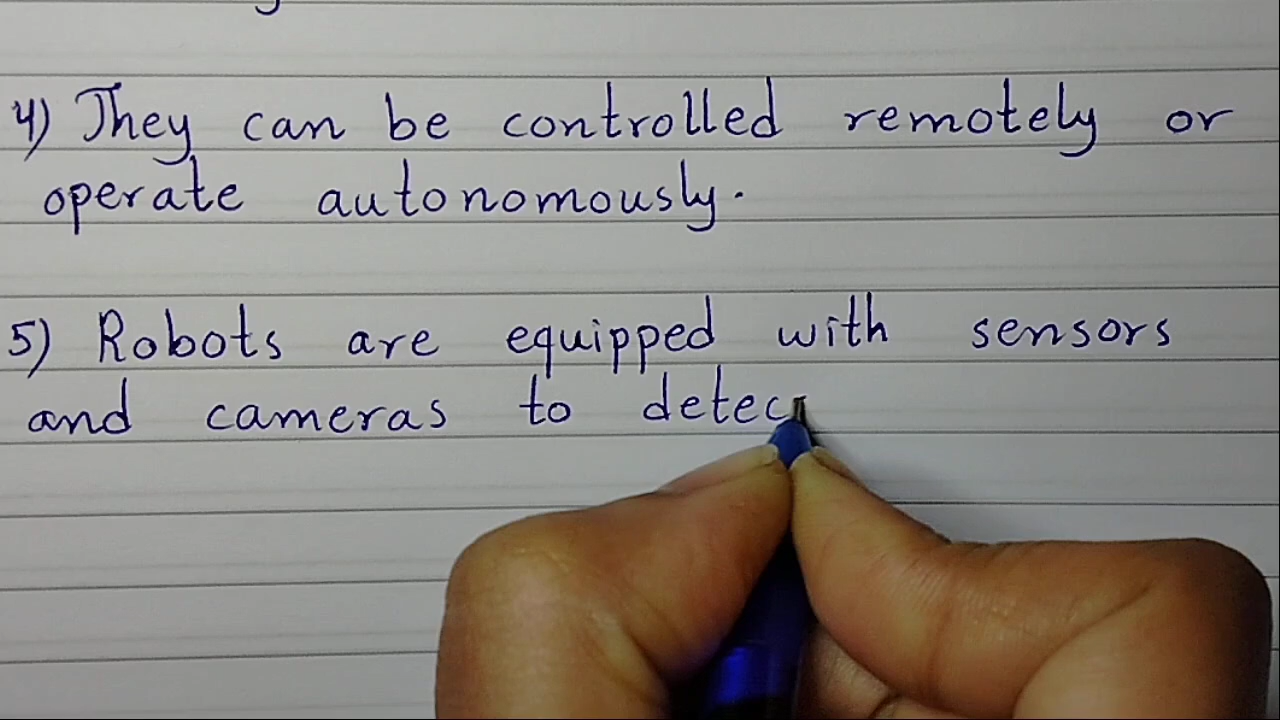 4) They can be controlled remotely or
operate autonomously.
5) Robots are equipped with sensors
and cameras to detec